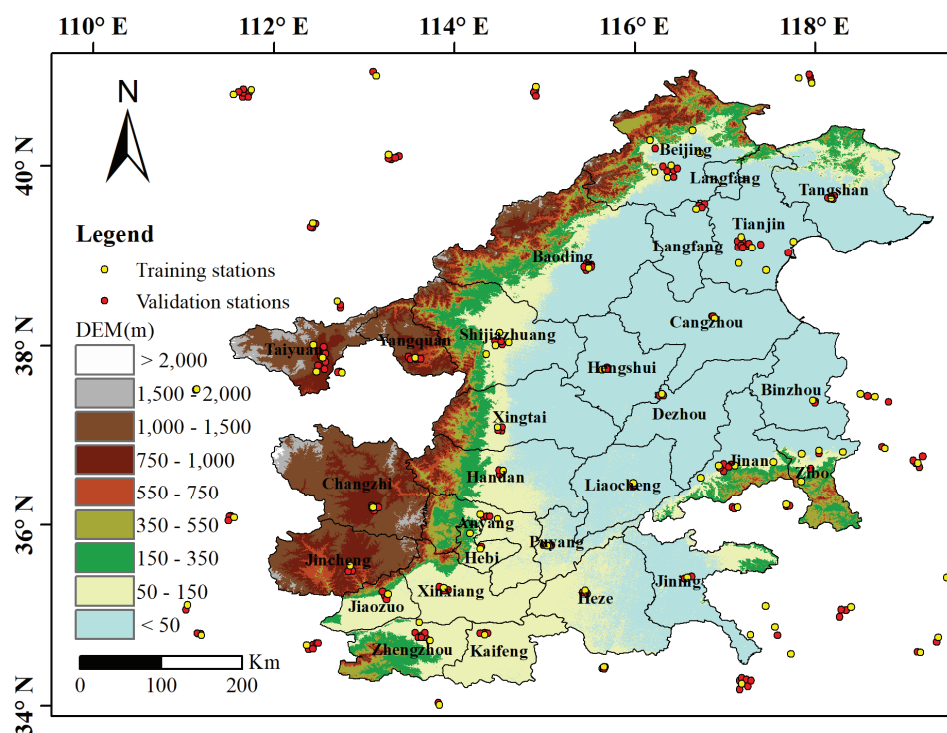 110° E 112° E 114° E 116° E 118° E
N
40° N
38° N
36° N
34° N
Beijing
Langfang
Tangshan
Tianjin
Langfang
Baoding
Cangzhou
Shijiazhuang
Yangquan
Taiyuan
Hengshui
Binzhou
Dezhou
Xingtai
Jinan
Zibo
Handan
Liaocheng
Changzhi
Anyang
Puyang
Hebi
Jincheng
Jining
Xinxiang
Heze
Jiaozuo
Zhengzhou
Kaifeng
Legend
Training stations
Validation stations
DEM(m)
> 2,000
1,500 - 2,000
1,000 - 1,500
750 - 1,000
550 - 750
350 - 550
150 - 350
50 - 150
< 50
Km
0 100 200